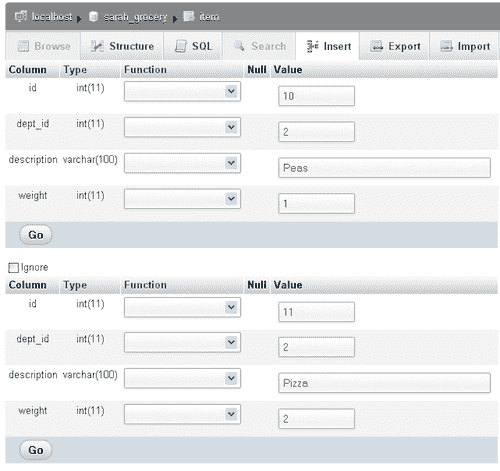 localhost sarah_grocery item
Browse Structure SQL Search Insert Export Import
Column Type Function Null Value
id int(11) 10
dept_id int(11) 2
description varchar(100) Peas
weight int(11) 1
Go
Ignore
Column Type Function Null Value
id int(11) 11
dept_id int(11) 2
description varchar(100) Pizza
weight int(11) 2
Go